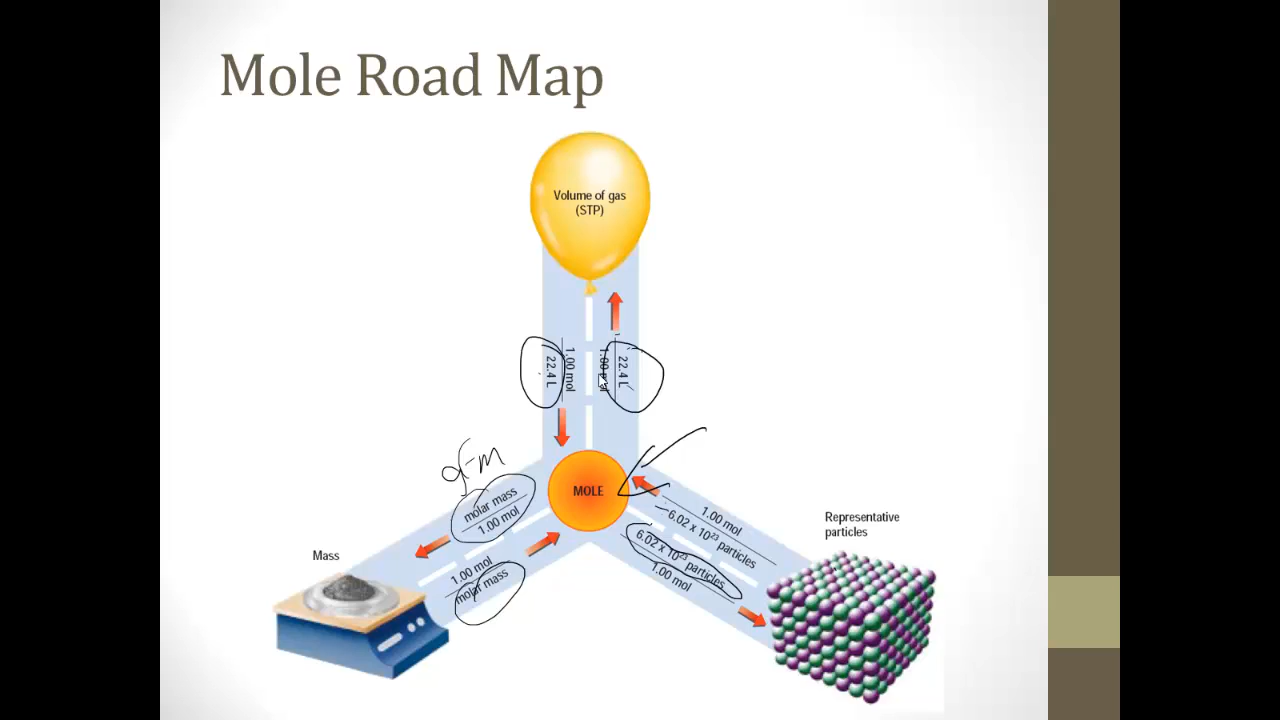 Mole Road Map
Volume of gas
(STP)
1.00 mol
22.4 L
22.4 L
1.00 mol
gfm
MOLE
molar mass
1.00 mol
1.00 mol
molar mass
1.00 mol
6.02 x 10²³ particles
6.02 x 10²³ particles
1.00 mol
Mass
Representative
particles